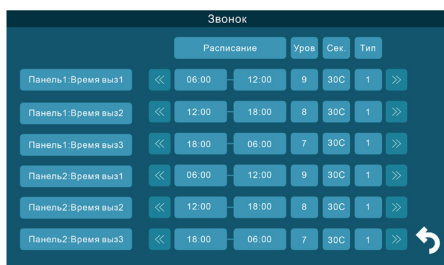 Звонок
Расписание Уров Сек. Тип
Панель1:Время выз1 « 06:00 – 12:00 9 30С 1 »
Панель1:Время выз2 « 12:00 – 18:00 8 30С 1 »
Панель1:Время выз3 « 18:00 – 06:00 7 30С 1 »
Панель2:Время выз1 « 06:00 – 12:00 9 30С 1 »
Панель2:Время выз2 « 12:00 – 18:00 8 30С 1 »
Панель2:Время выз3 « 18:00 – 06:00 7 30С 1 »